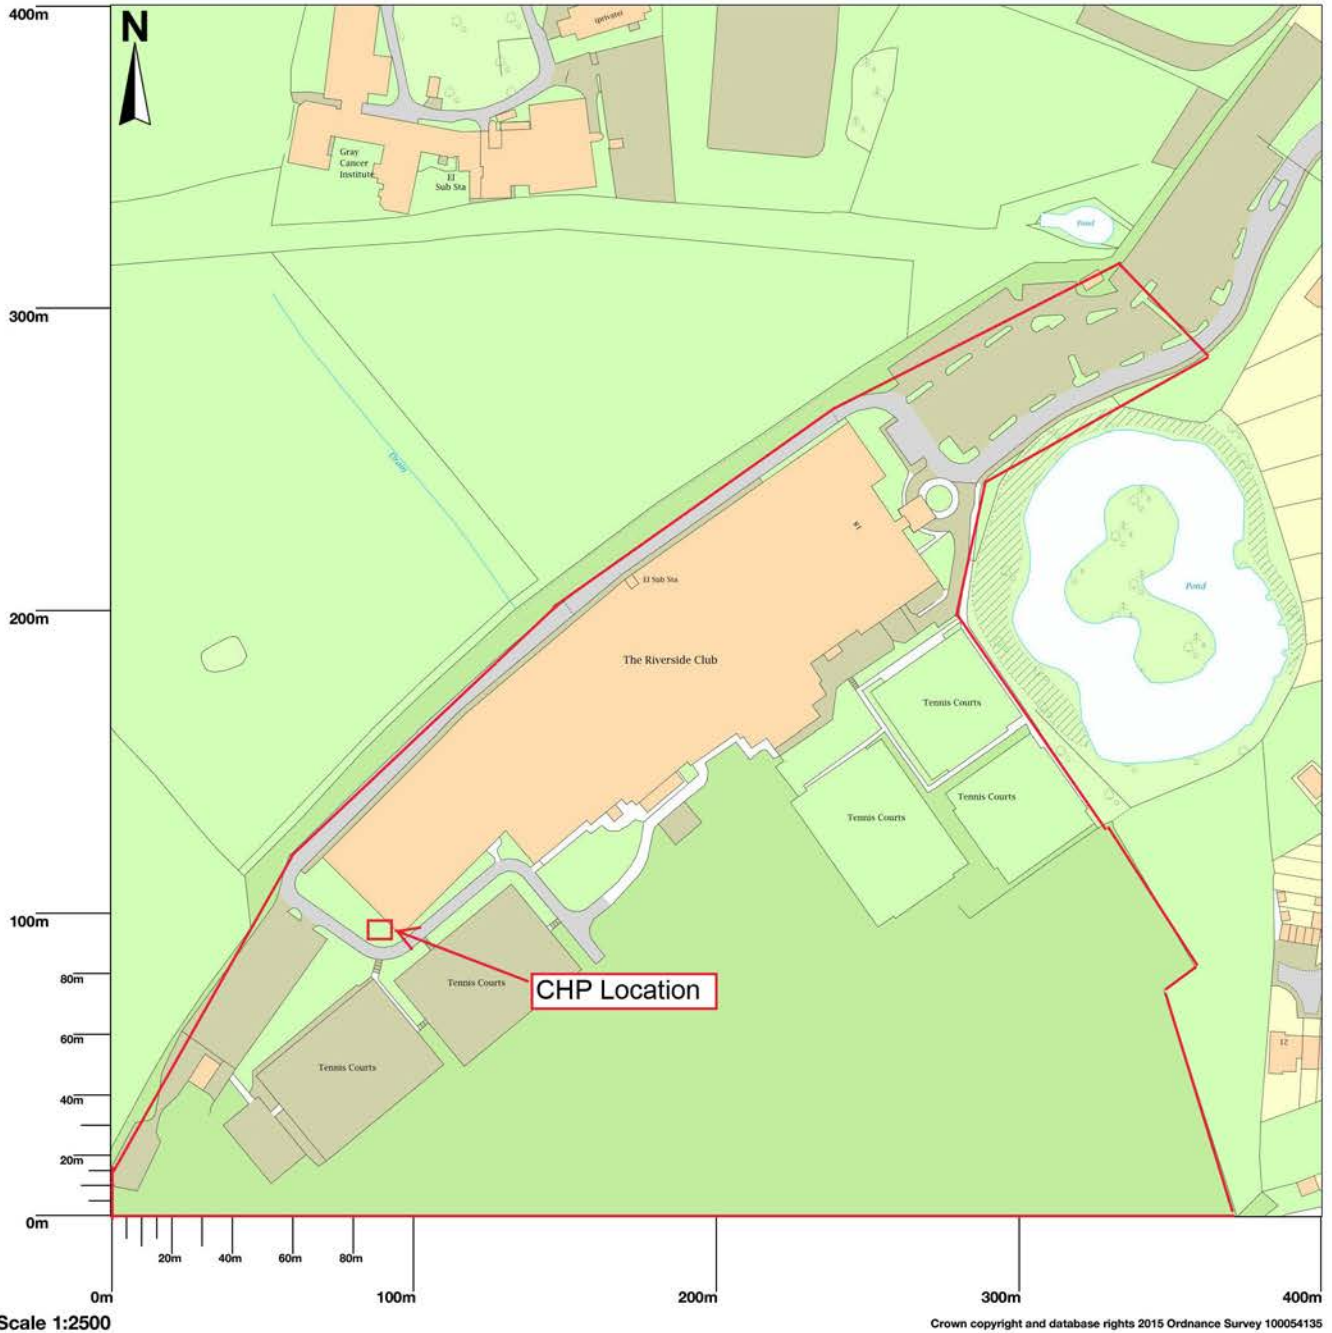 400m
N
(private)
Gray
Cancer
Institute
El
Sub Sta
Pond
300m
Drain
El Sub Sta
200m
Pond
The Riverside Club
Tennis Courts
Tennis Courts
Tennis Courts
100m
80m
Tennis Courts
CHP Location
60m
Tennis Courts
21
40m
20m
0m
20m
40m
60m
80m
0m
100m
200m
300m
400m
Scale 1:2500
Crown copyright and database rights 2015 Ordnance Survey 100054135